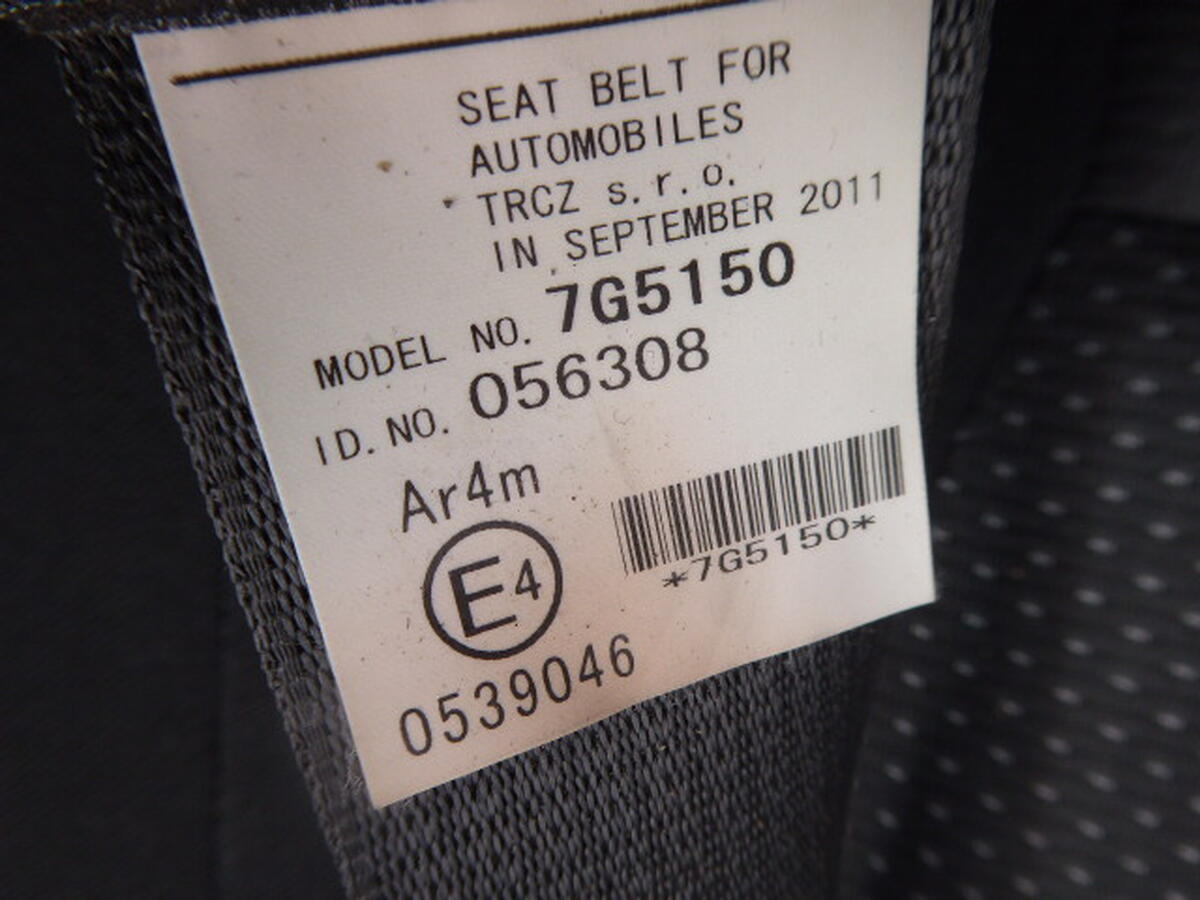 SEAT BELT FOR
AUTOMOBILES
TRCZ s.r.o.
IN SEPTEMBER 2011
MODEL NO. 7G5150
ID. NO. 056308
Ar4m
E4
*7G5150*
0539046